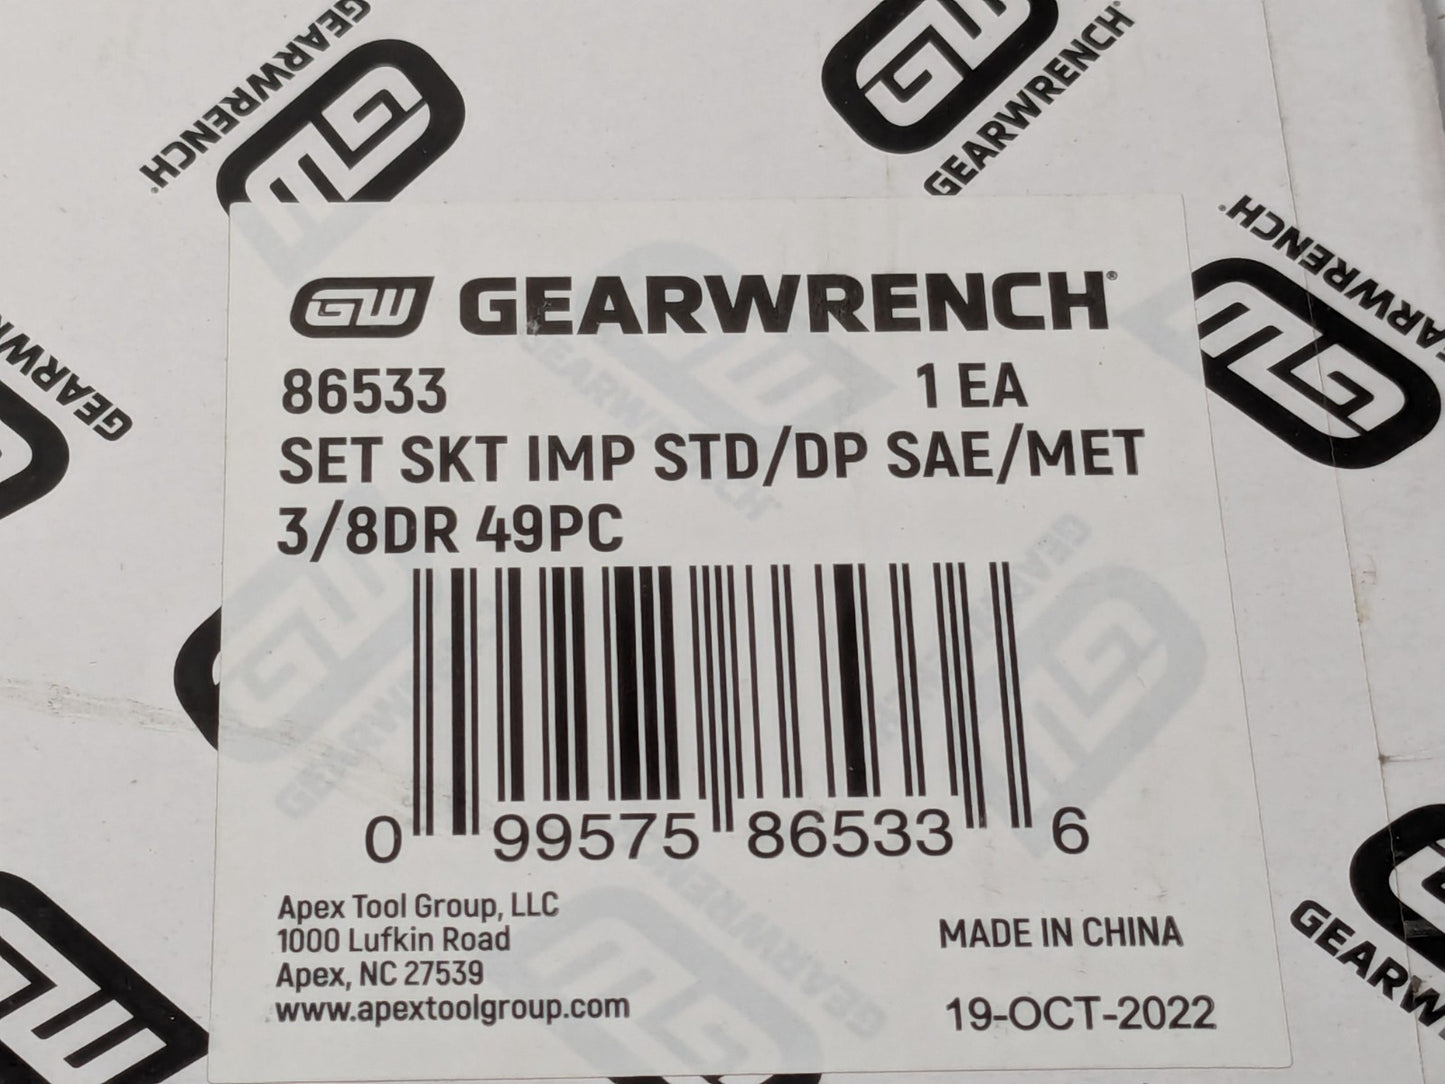 GEARWRENCH®
GEARWRENCH®
GEARWRENCH®
GEARWRENCH
GW GEARWRENCH®
86533 1 EA
SET SKT IMP STD/DP SAE/MET
3/8DR 49PC
0 99575 86533 6
Apex Tool Group, LLC
1000 Lufkin Road
Apex, NC 27539
www.apextoolgroup.com
MADE IN CHINA
19-OCT-2022